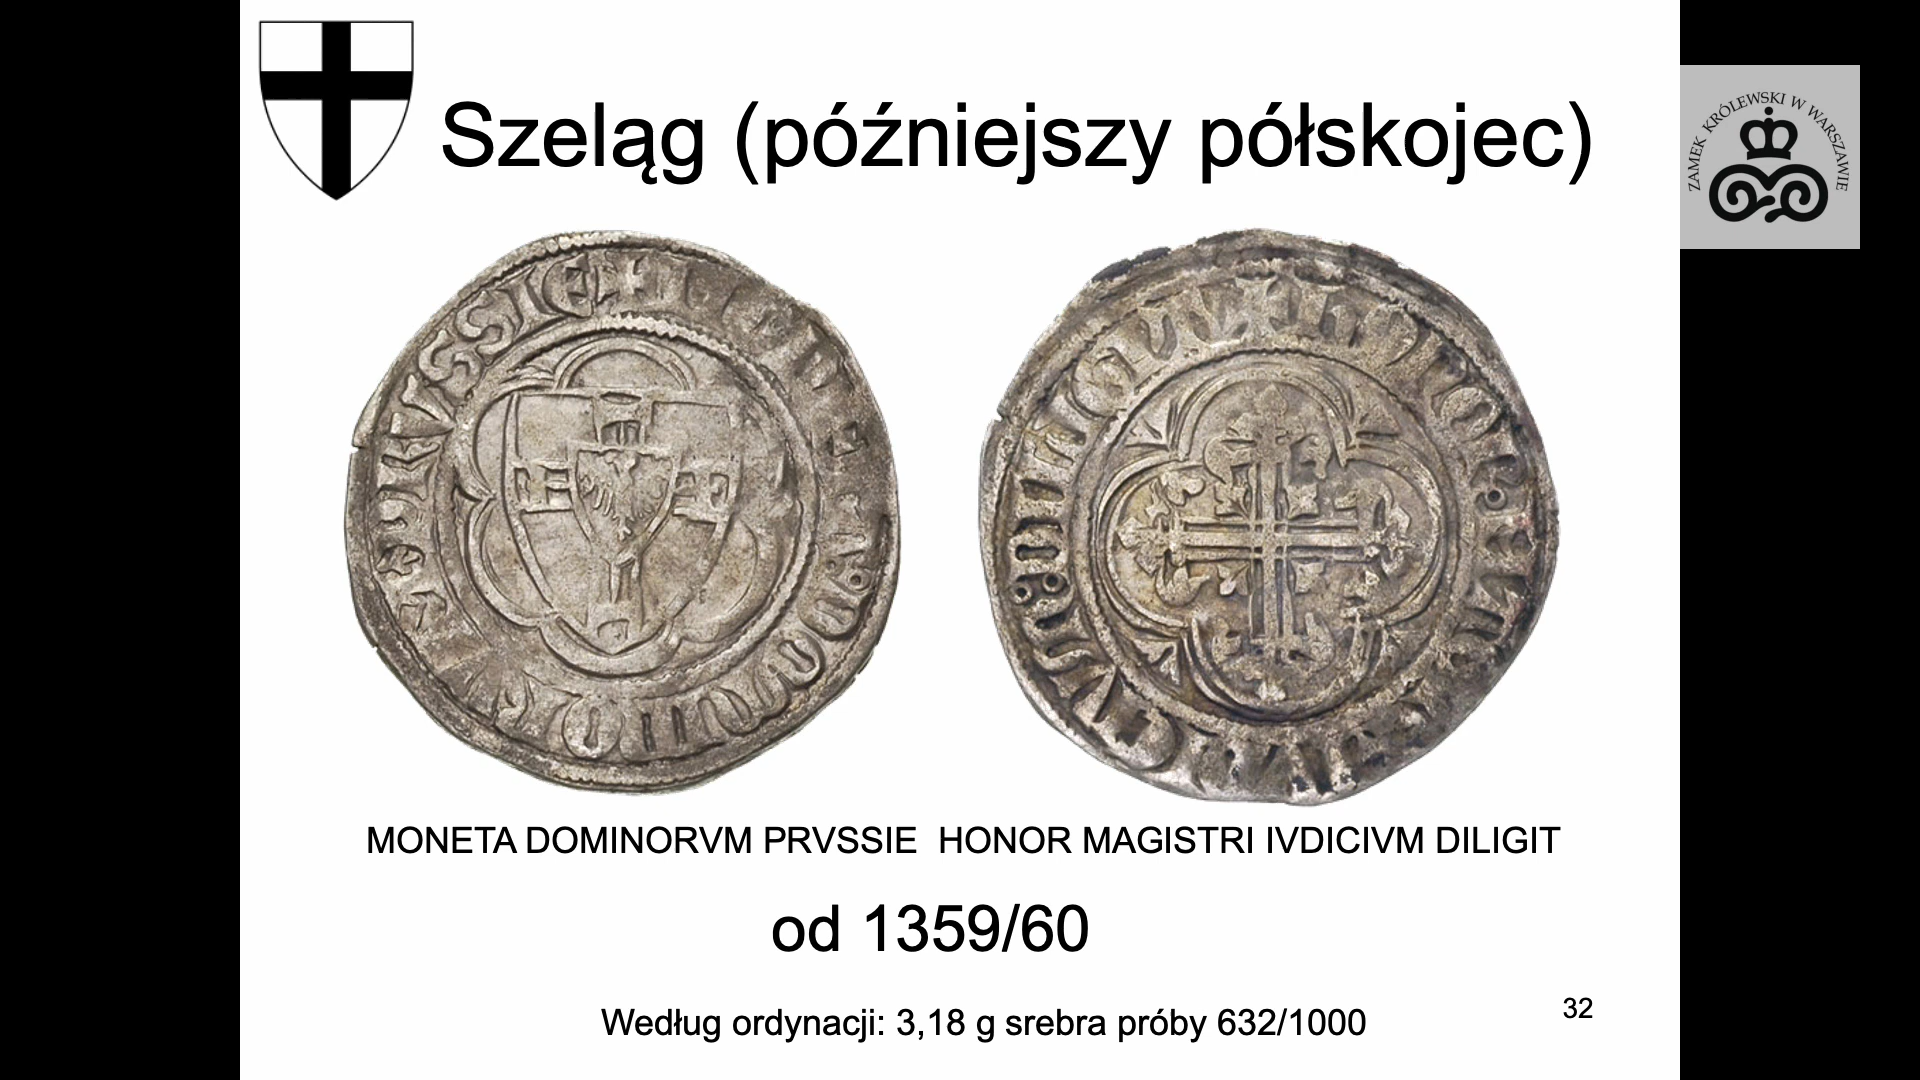 Szeląg (późniejszy półskojec)
ZAMEK KRÓLEWSKI W WARSZAWIE
MONETA DOMINORVM PRVSSIE HONOR MAGISTRI IVDICIVM DILIGIT
od 1359/60
Według ordynacji: 3,18 g srebra próby 632/1000
32